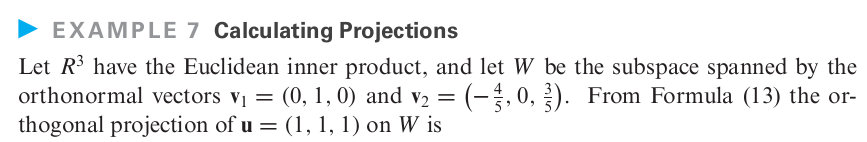 ▶ EXAMPLE 7 Calculating Projections
Let R³ have the Euclidean inner product, and let W be the subspace spanned by the
orthonormal vectors v₁ = (0, 1, 0) and v₂ = (−4/5, 0, 3/5). From Formula (13) the or-
thogonal projection of u = (1, 1, 1) on W is